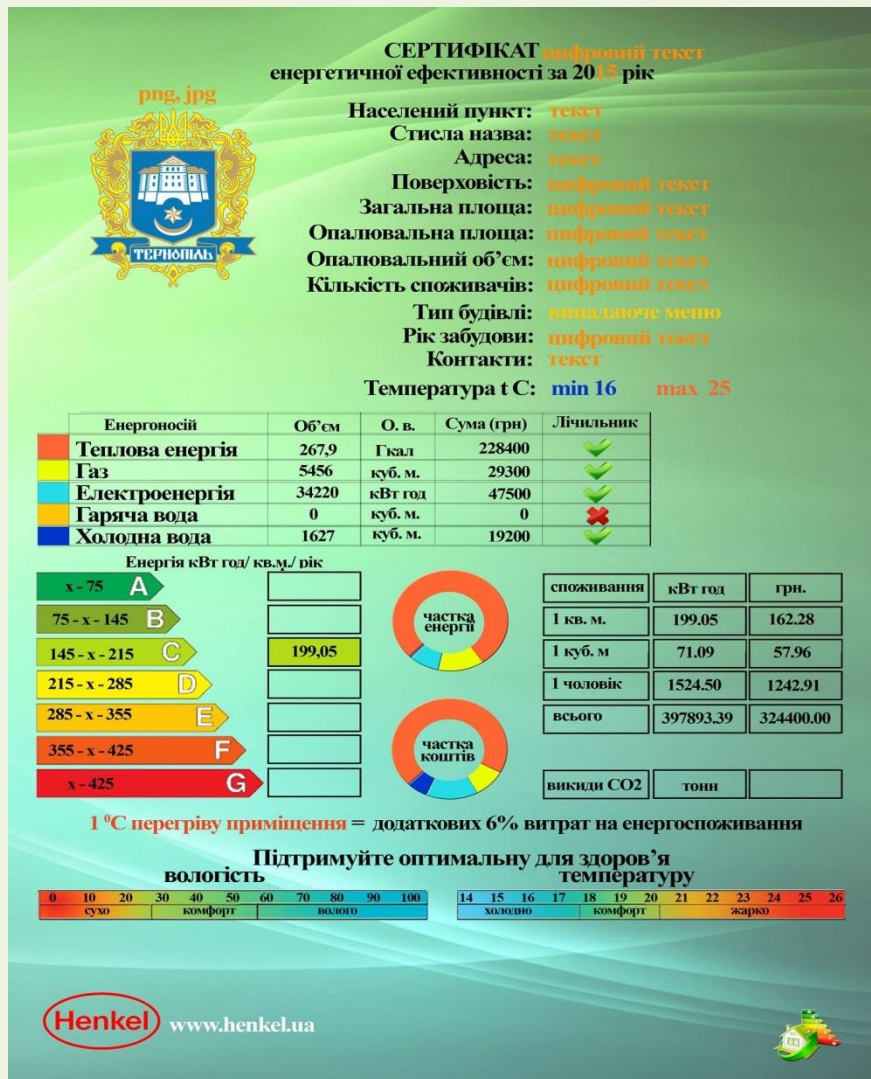 СЕРТИФІКАТ цифровий текст
енергетичної ефективності за 2015 рік
png, jpg
ТЕРНОПІЛЬ
Населений пункт: текст
Стисла назва: текст
Адреса: текст
Поверховість: цифровий текст
Загальна площа: цифровий текст
Опалювальна площа: цифровий текст
Опалювальний об’єм: цифровий текст
Кількість споживачів: цифровий текст
Тип будівлі: випадаюче меню
Рік забудови: цифровий текст
Контакти: текст
Температура t C: min 16 max 25
Енергоносій Об’єм О. в. Сума (грн) Лічильник
Теплова енергія 267,9 Гкал 228400
Газ 5456 куб. м. 29300
Електроенергія 34220 кВт год 47500
Гаряча вода 0 куб. м. 0
Холодна вода 1627 куб. м. 19200
Енергія кВт год/ кв.м./ рік
х - 75 A
75 - х - 145 B
145 - х - 215 C 199,05
215 - х - 285 D
285 - х - 355 E
355 - х - 425 F
х - 425 G
частка
енергії
частка
коштів
споживання кВт год грн.
1 кв. м. 199.05 162.28
1 куб. м 71.09 57.96
1 чоловік 1524.50 1242.91
всього 397893.39 324400.00
викиди СО2 тонн
1 ⁰С перегріву приміщення = додаткових 6% витрат на енергоспоживання
Підтримуйте оптимальну для здоров’я
вологість температуру
0 10 20 30 40 50 60 70 80 90 100
сухо комфорт волого
14 15 16 17 18 19 20 21 22 23 24 25 26
холодно комфорт жарко
Henkel www.henkel.ua